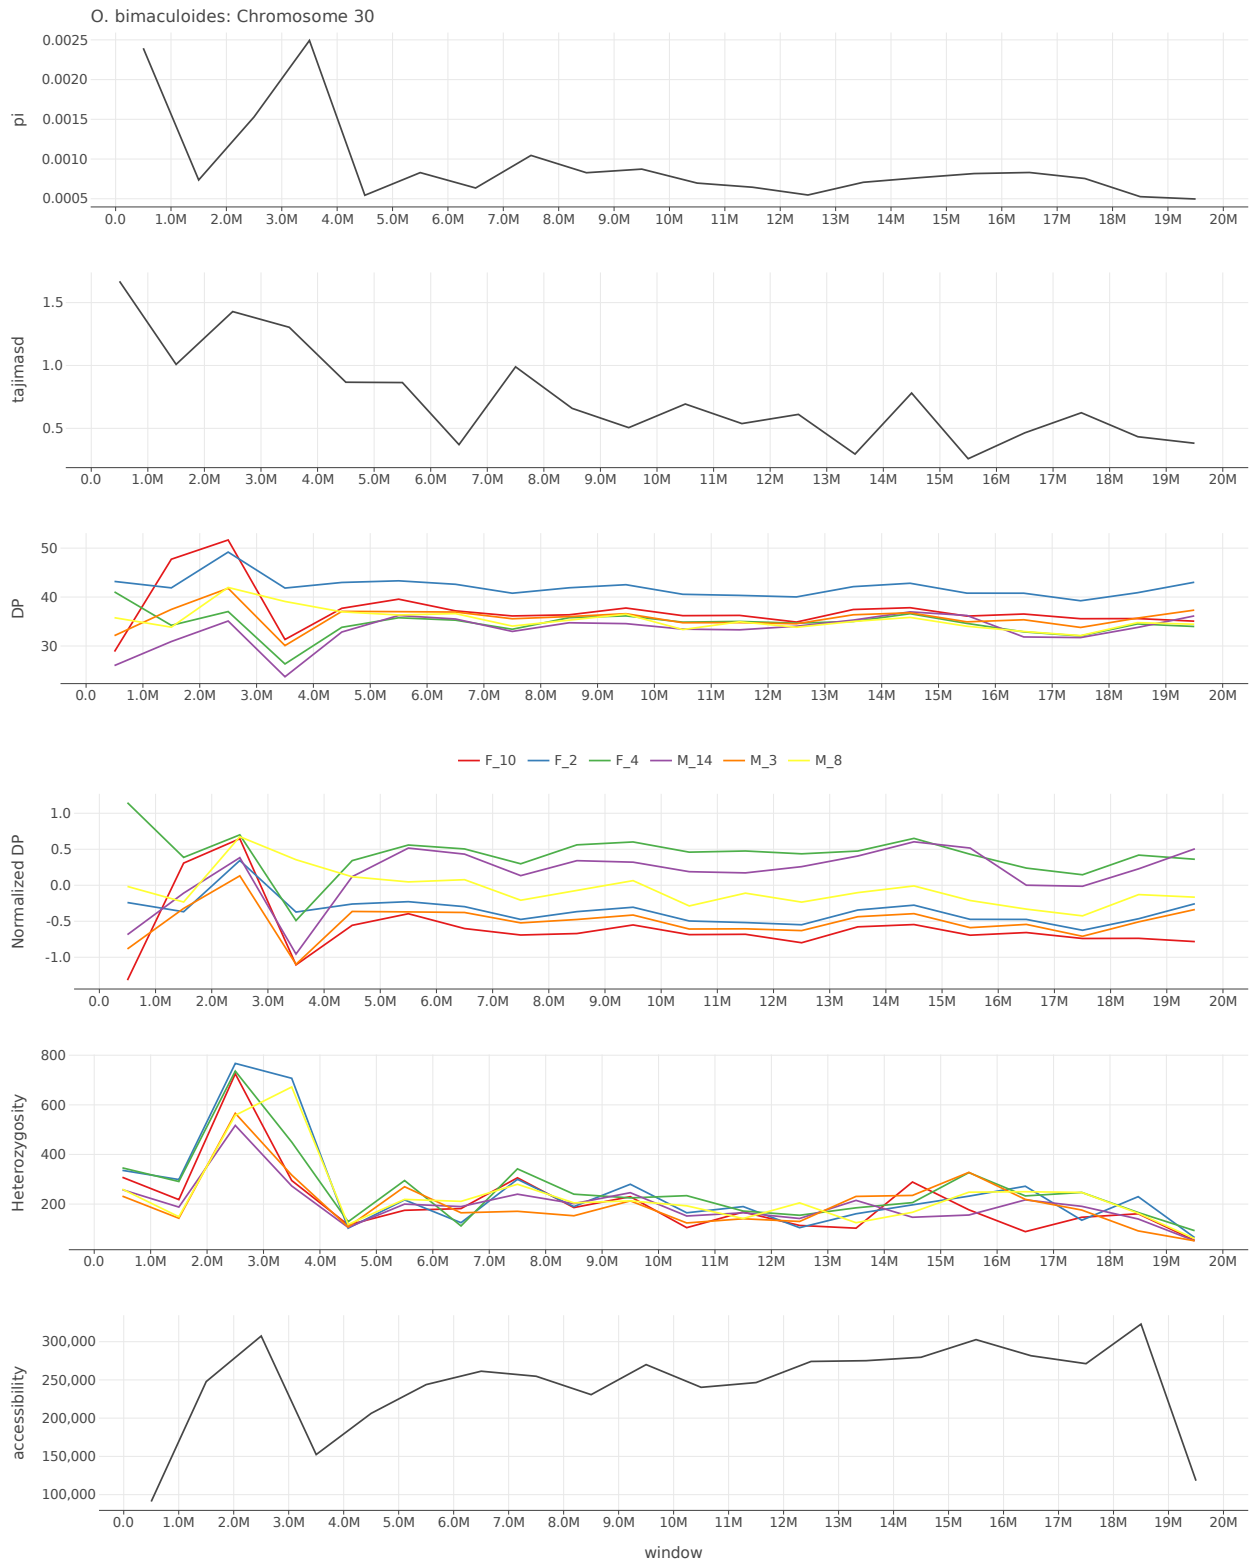 O. bimaculoides: Chromosome 30
pi
0.0025
0.0020
0.0015
0.0010
0.0005
0.0 1.0M 2.0M 3.0M 4.0M 5.0M 6.0M 7.0M 8.0M 9.0M 10M 11M 12M 13M 14M 15M 16M 17M 18M 19M 20M
tajimasd
1.5
1.0
0.5
0.0 1.0M 2.0M 3.0M 4.0M 5.0M 6.0M 7.0M 8.0M 9.0M 10M 11M 12M 13M 14M 15M 16M 17M 18M 19M 20M
DP
50
40
30
0.0 1.0M 2.0M 3.0M 4.0M 5.0M 6.0M 7.0M 8.0M 9.0M 10M 11M 12M 13M 14M 15M 16M 17M 18M 19M 20M
F_10 F_2 F_4 M_14 M_3 M_8
Normalized DP
1.0
0.5
0.0
-0.5
-1.0
0.0 1.0M 2.0M 3.0M 4.0M 5.0M 6.0M 7.0M 8.0M 9.0M 10M 11M 12M 13M 14M 15M 16M 17M 18M 19M 20M
Heterozygosity
800
600
400
200
0.0 1.0M 2.0M 3.0M 4.0M 5.0M 6.0M 7.0M 8.0M 9.0M 10M 11M 12M 13M 14M 15M 16M 17M 18M 19M 20M
accessibility
300,000
250,000
200,000
150,000
100,000
0.0 1.0M 2.0M 3.0M 4.0M 5.0M 6.0M 7.0M 8.0M 9.0M 10M 11M 12M 13M 14M 15M 16M 17M 18M 19M 20M
window